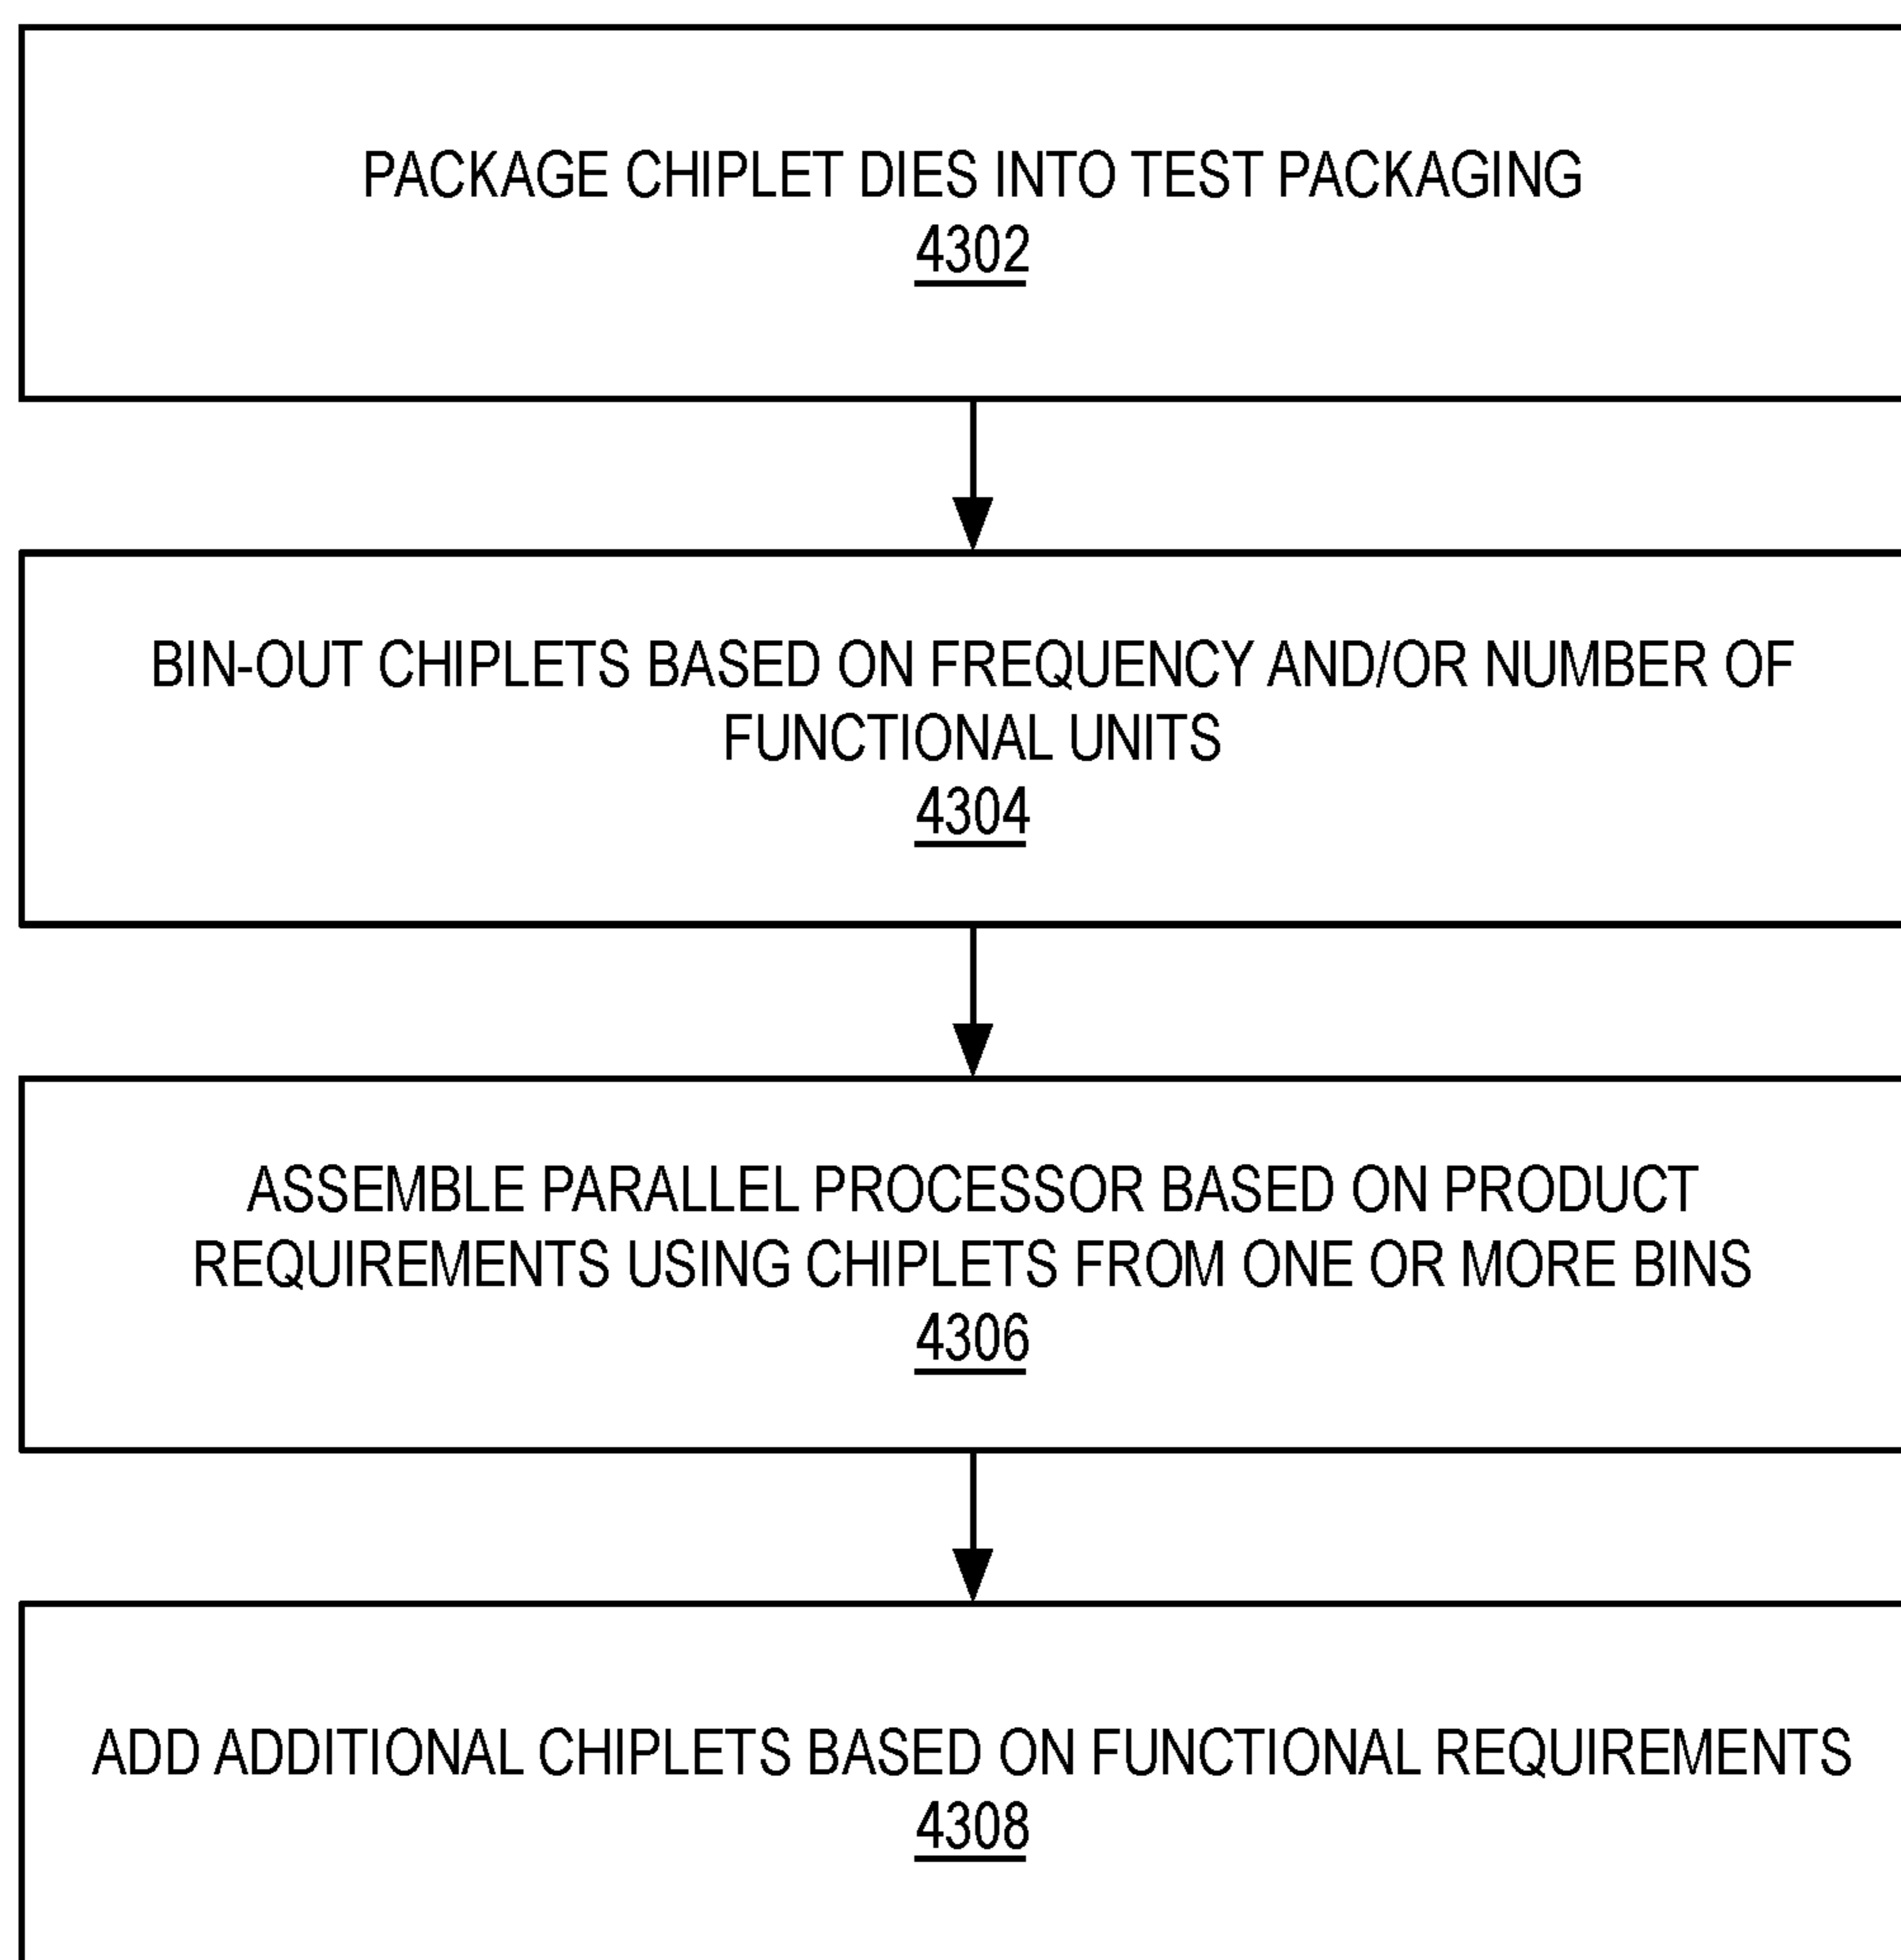 PACKAGE CHIPLET DIES INTO TEST PACKAGING
4302
BIN-OUT CHIPLETS BASED ON FREQUENCY AND/OR NUMBER OF
FUNCTIONAL UNITS
4304
ASSEMBLE PARALLEL PROCESSOR BASED ON PRODUCT
REQUIREMENTS USING CHIPLETS FROM ONE OR MORE BINS
4306
ADD ADDITIONAL CHIPLETS BASED ON FUNCTIONAL REQUIREMENTS
4308